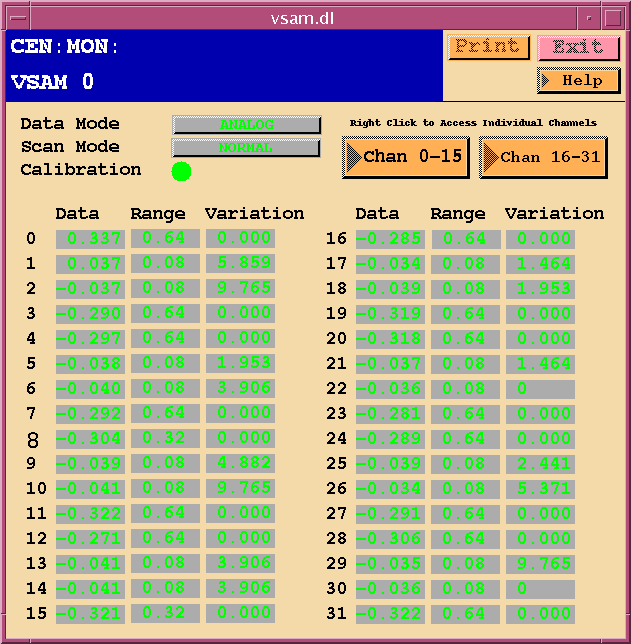 vsam.dl
CEN:MON:
Print Exit
VSAM 0
Help
Data Mode ANALOG
Right Click to Access Individual Channels
Scan Mode NORMAL
Chan 0-15 Chan 16-31
Calibration
Data Range Variation Data Range Variation
0 0.337 0.64 0.000 16 -0.285 0.64 0.000
1 0.037 0.08 5.859 17 -0.034 0.08 1.464
2 -0.037 0.08 9.765 18 -0.039 0.08 1.953
3 -0.290 0.64 0.000 19 -0.319 0.64 0.000
4 -0.297 0.64 0.000 20 -0.318 0.64 0.000
5 -0.038 0.08 1.953 21 -0.037 0.08 1.464
6 -0.040 0.08 3.906 22 -0.036 0.08 0
7 -0.292 0.64 0.000 23 -0.281 0.64 0.000
8 -0.304 0.32 0.000 24 -0.289 0.64 0.000
9 -0.039 0.08 4.882 25 -0.039 0.08 2.441
10 -0.041 0.08 9.765 26 -0.034 0.08 5.371
11 -0.322 0.64 0.000 27 -0.291 0.64 0.000
12 -0.271 0.64 0.000 28 -0.306 0.64 0.000
13 -0.041 0.08 3.906 29 -0.035 0.08 9.765
14 -0.041 0.08 3.906 30 -0.036 0.08 0
15 -0.321 0.32 0.000 31 -0.322 0.64 0.000